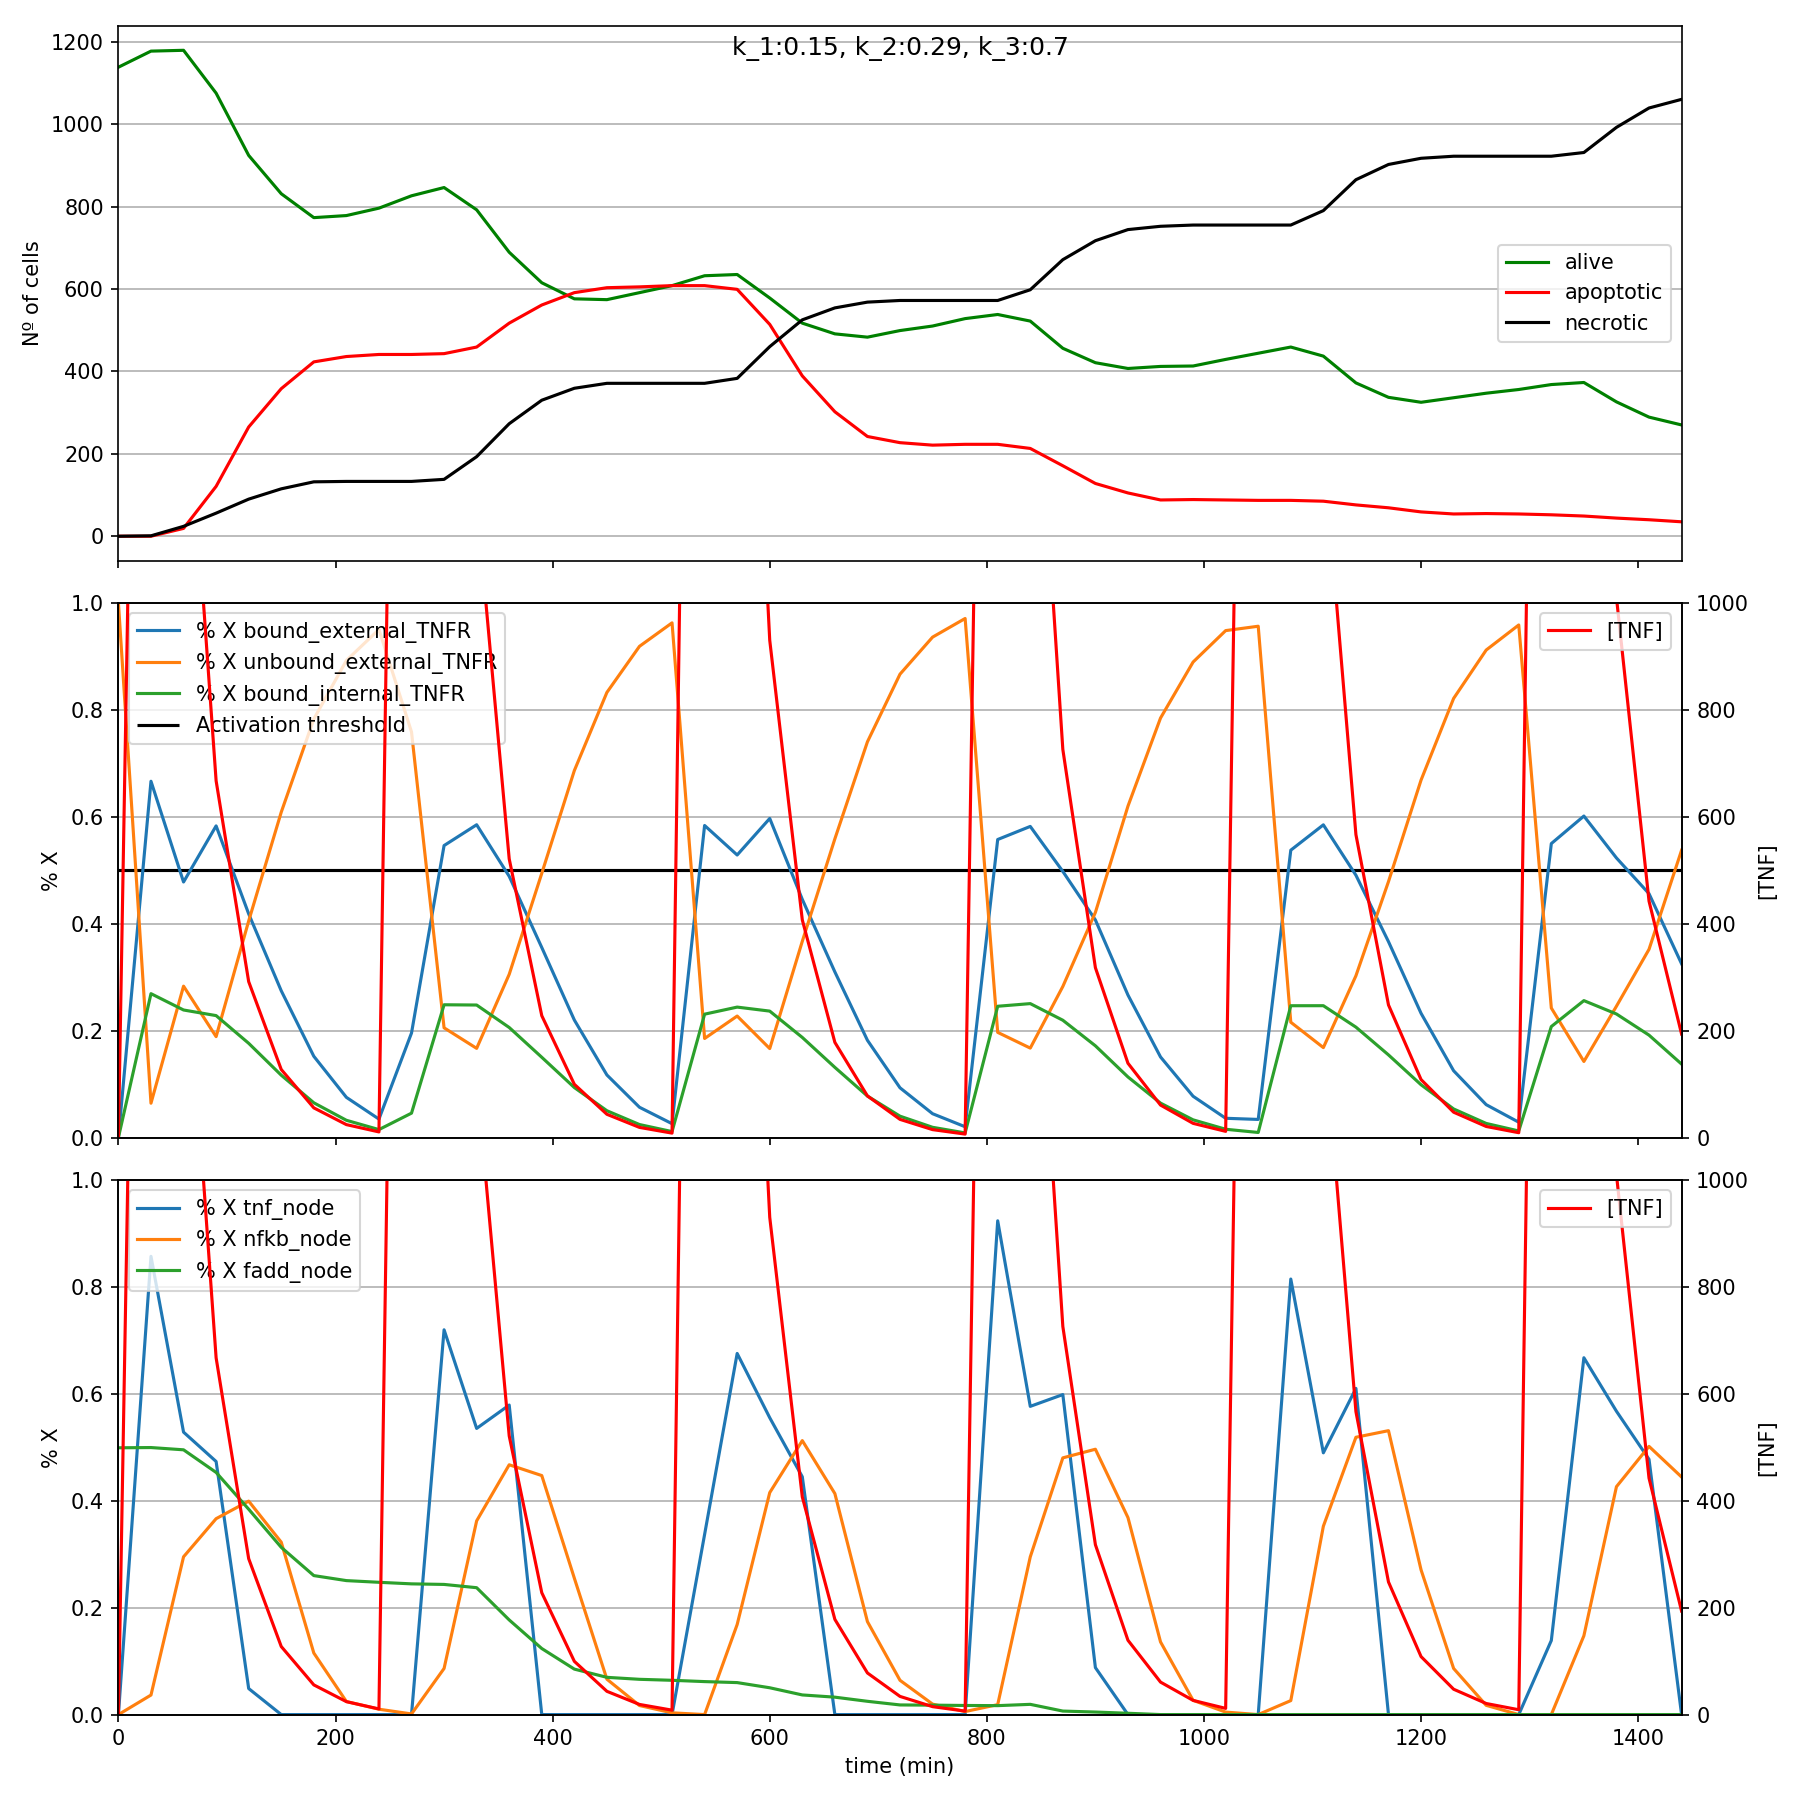 k_1:0.15, k_2:0.29, k_3:0.7
1200
1000
800
600
400
200
0
Nº of cells
alive
apoptotic
necrotic
1.0
0.8
0.6
0.4
0.2
0.0
% X
% X bound_external_TNFR
% X unbound_external_TNFR
% X bound_internal_TNFR
Activation threshold
[TNF]
1000
800
600
400
200
0
[TNF]
1.0
0.8
0.6
0.4
0.2
0.0
% X
% X tnf_node
% X nfkb_node
% X fadd_node
[TNF]
1000
800
600
400
200
0
[TNF]
0 200 400 600 800 1000 1200 1400
time (min)